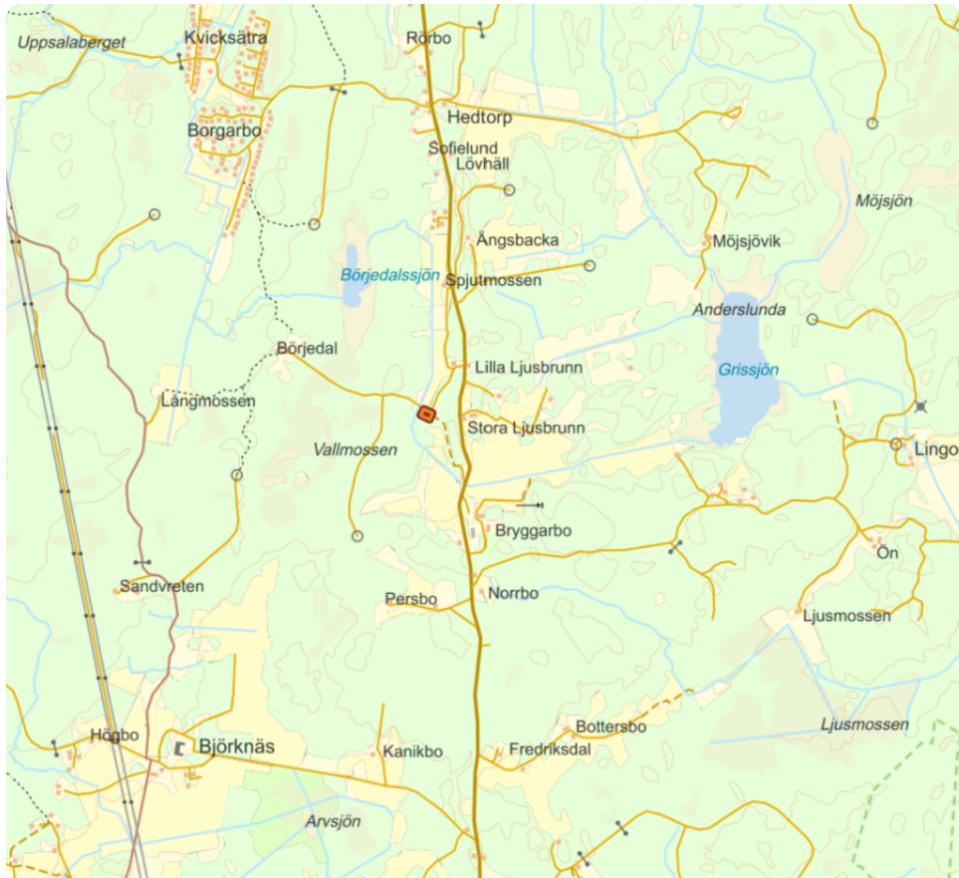 Kvicksätra
Rörbo
Uppsalaberget
Hedtorp
Borgarbo
Sofielund
Lövhäll
Möjsjön
Ängsbacka
Möjsjövik
Börjedalssjön
Spjutmossen
Anderslunda
Börjedal
Lilla Ljusbrunn
Grissjön
Långmossen
Stora Ljusbrunn
Vallmossen
Lingo
Bryggarbo
Ön
Sandvreten
Persbo
Norrbo
Ljusmossen
Ljusmossen
Bottersbo
Högbo
Björknäs
Kanikbo
Fredriksdal
Arvsjön